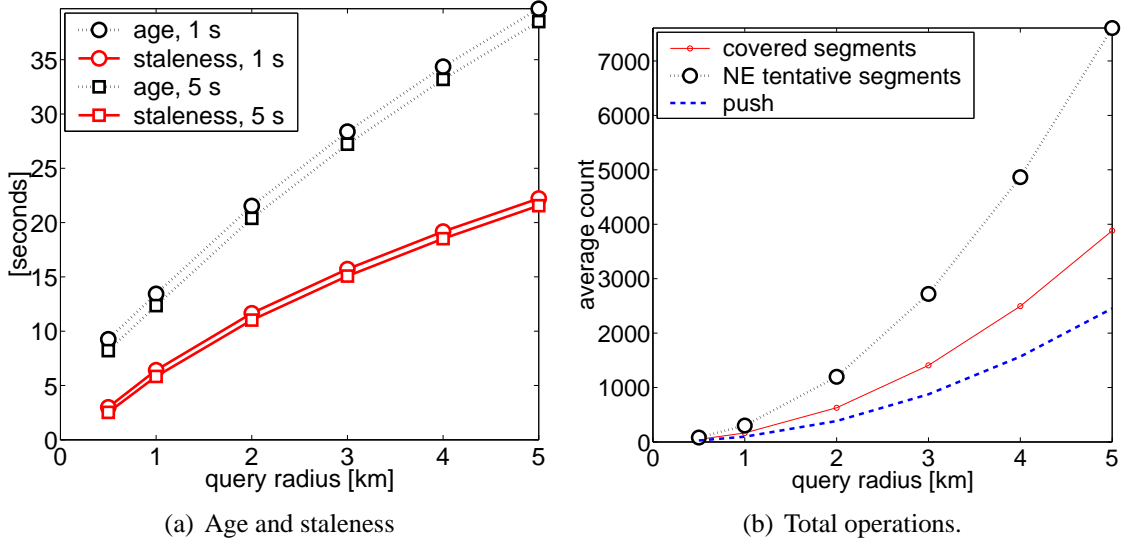 age, 1 s
staleness, 1 s
age, 5 s
staleness, 5 s
35
30
25
20
15
10
5
0
[seconds]
0 1 2 3 4 5
query radius [km]
(a) Age and staleness
covered segments
NE tentative segments
push
7000
6000
5000
4000
3000
2000
1000
0
average count
0 1 2 3 4 5
query radius [km]
(b) Total operations.